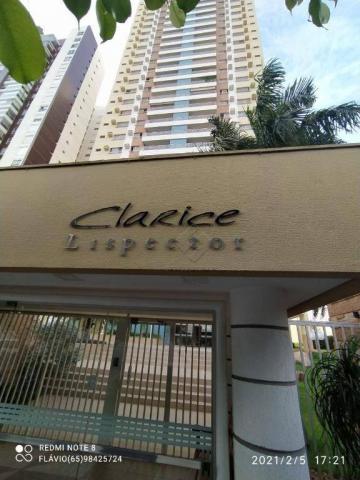 Clarice
Lispector
REDMI NOTE 8
FLÁVIO(65)98425724
2021/2/5 17:21